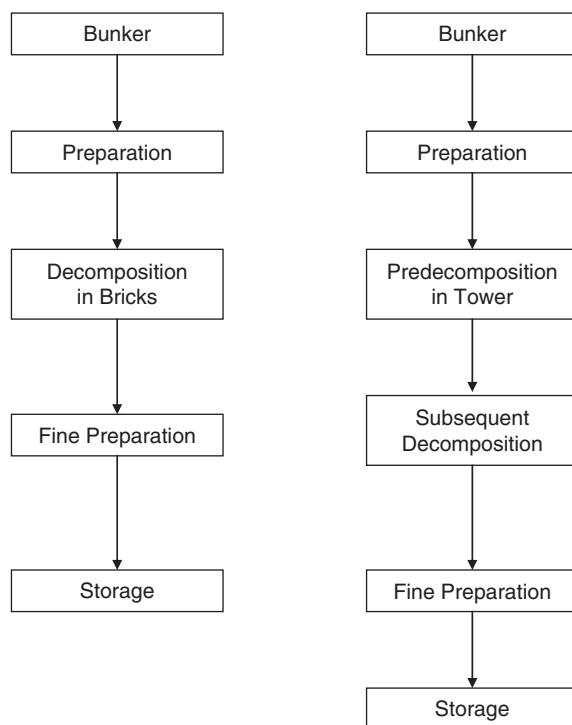 Bunker
Preparation
Decomposition
in Bricks
Fine Preparation
Storage
Bunker
Preparation
Predecomposition
in Tower
Subsequent
Decomposition
Fine Preparation
Storage